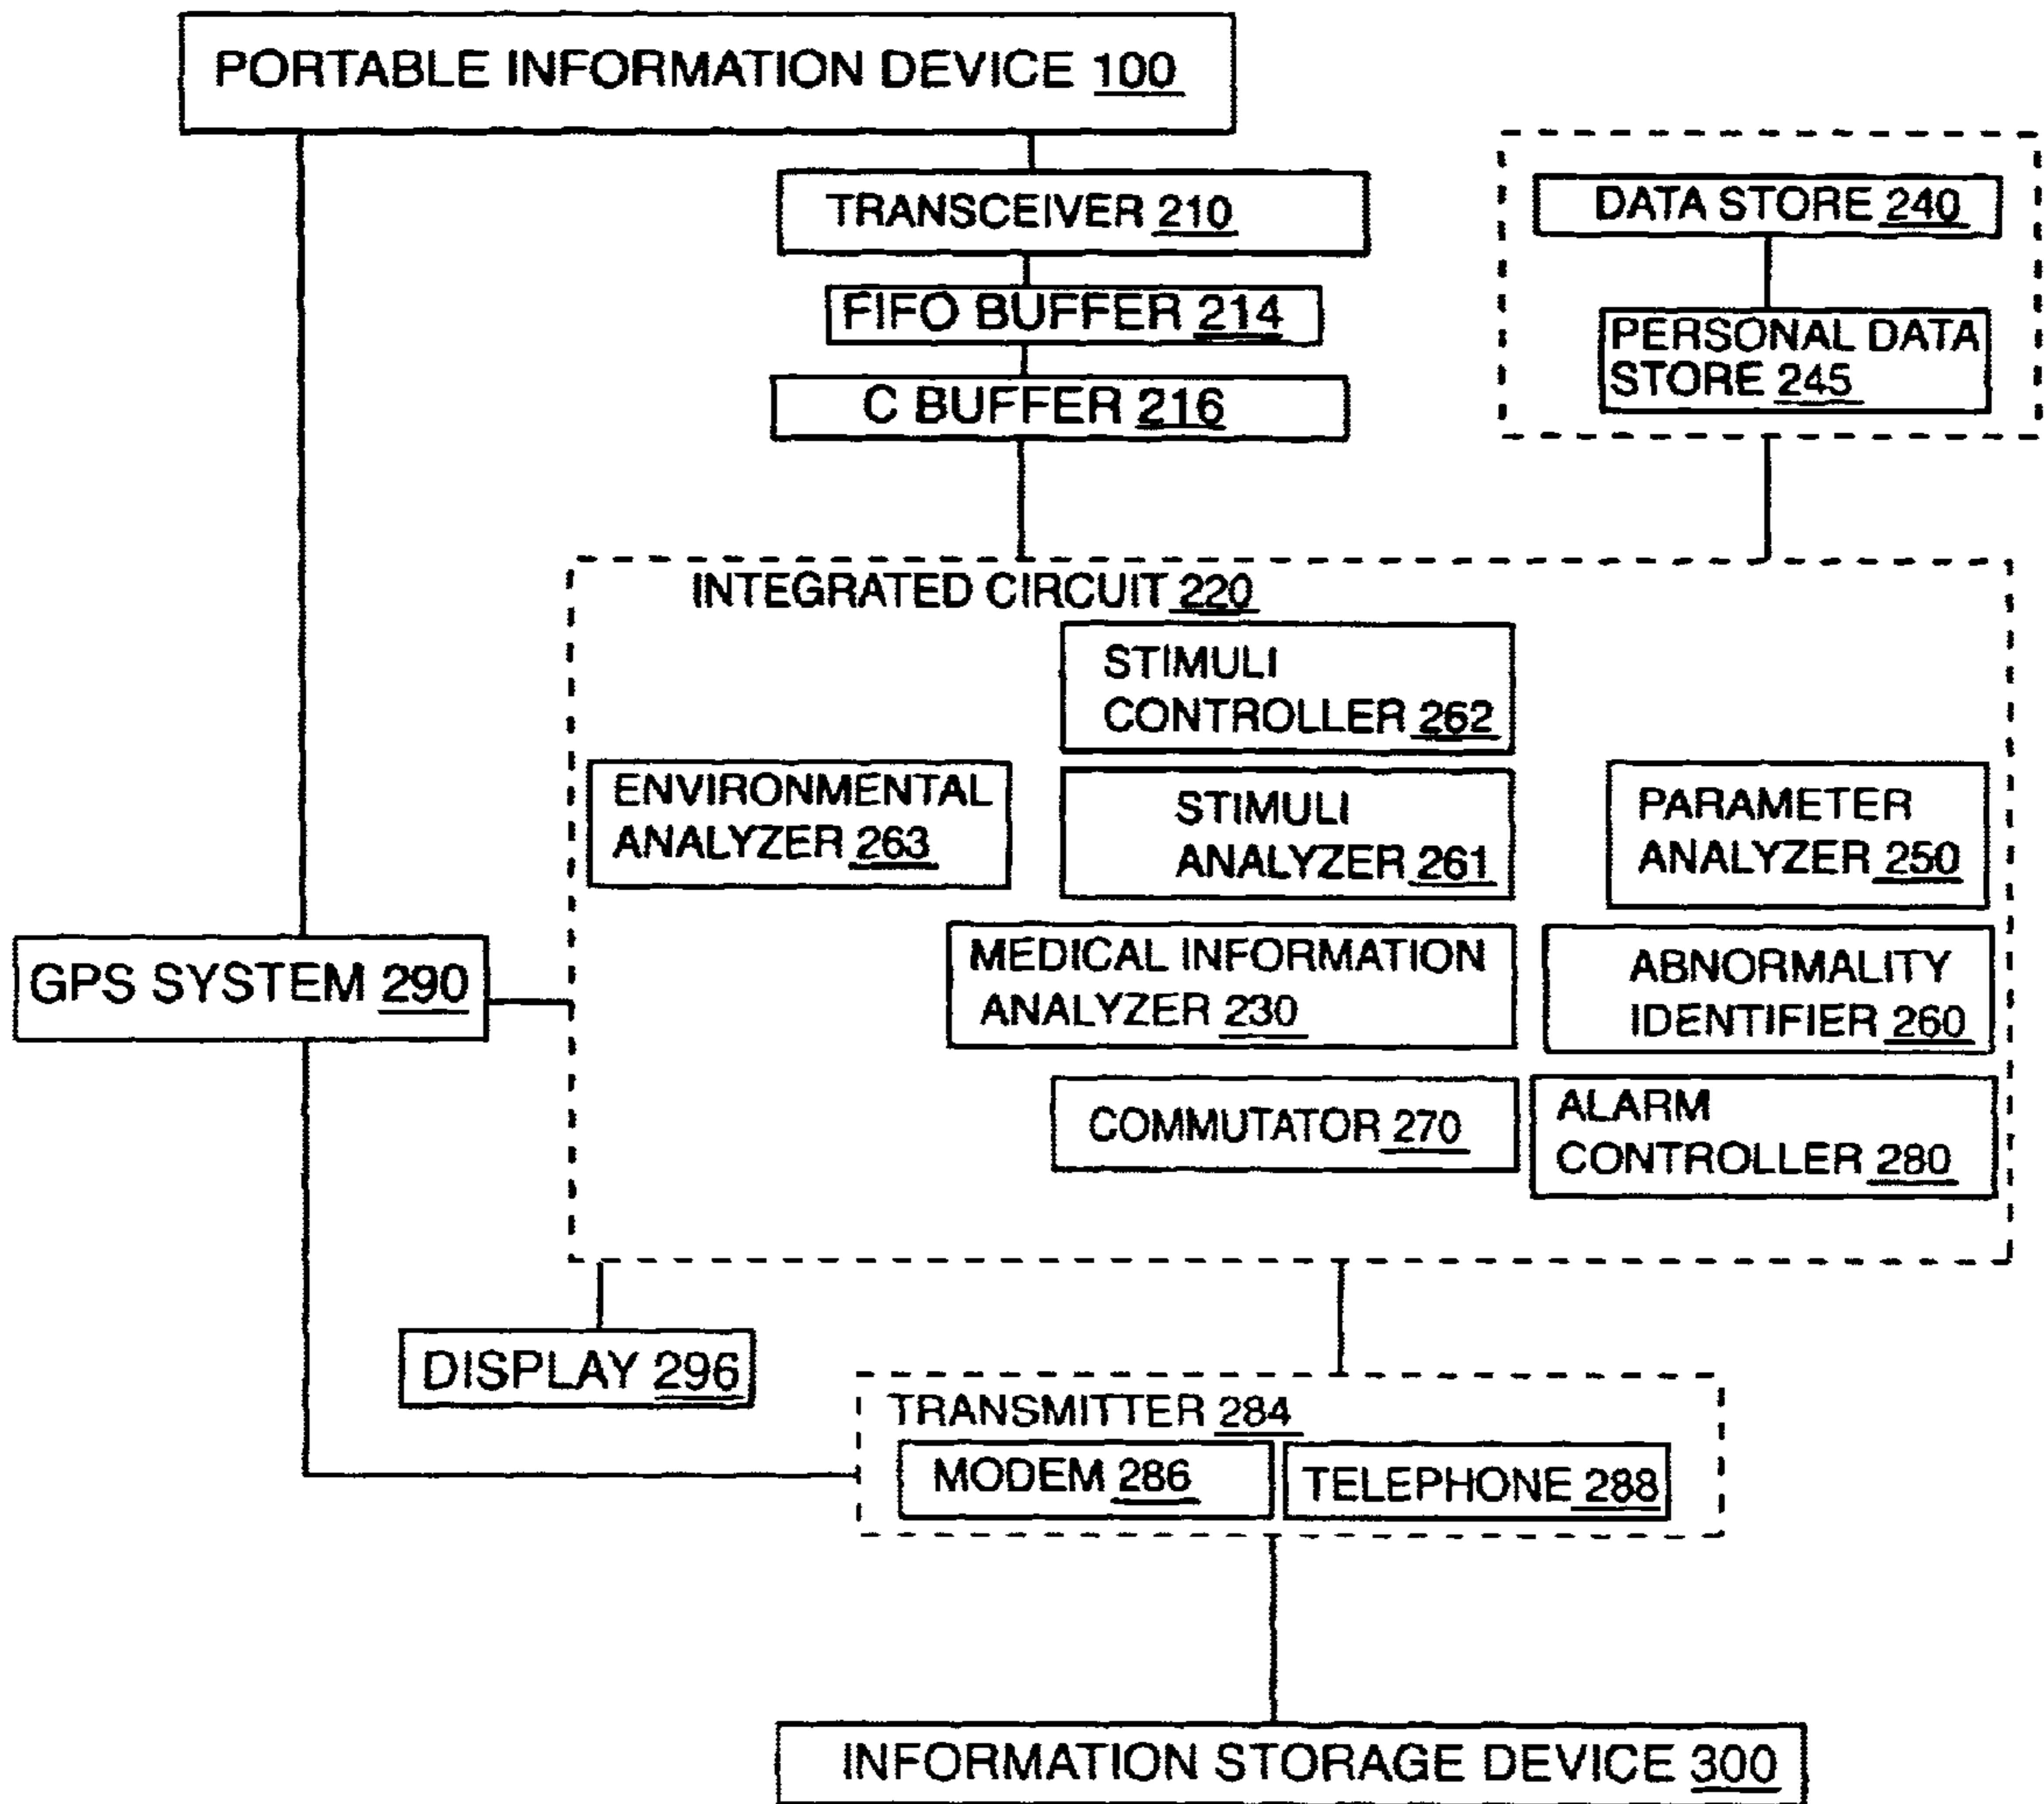 PORTABLE INFORMATION DEVICE 100
TRANSCEIVER 210
FIFO BUFFER 214
C BUFFER 216
DATA STORE 240
PERSONAL DATA
STORE 245
INTEGRATED CIRCUIT 220
STIMULI
CONTROLLER 262
ENVIRONMENTAL
ANALYZER 263
STIMULI
ANALYZER 261
PARAMETER
ANALYZER 250
GPS SYSTEM 290
MEDICAL INFORMATION
ANALYZER 230
ABNORMALITY
IDENTIFIER 260
COMMUTATOR 270
ALARM
CONTROLLER 280
DISPLAY 296
TRANSMITTER 284
MODEM 286
TELEPHONE 288
INFORMATION STORAGE DEVICE 300